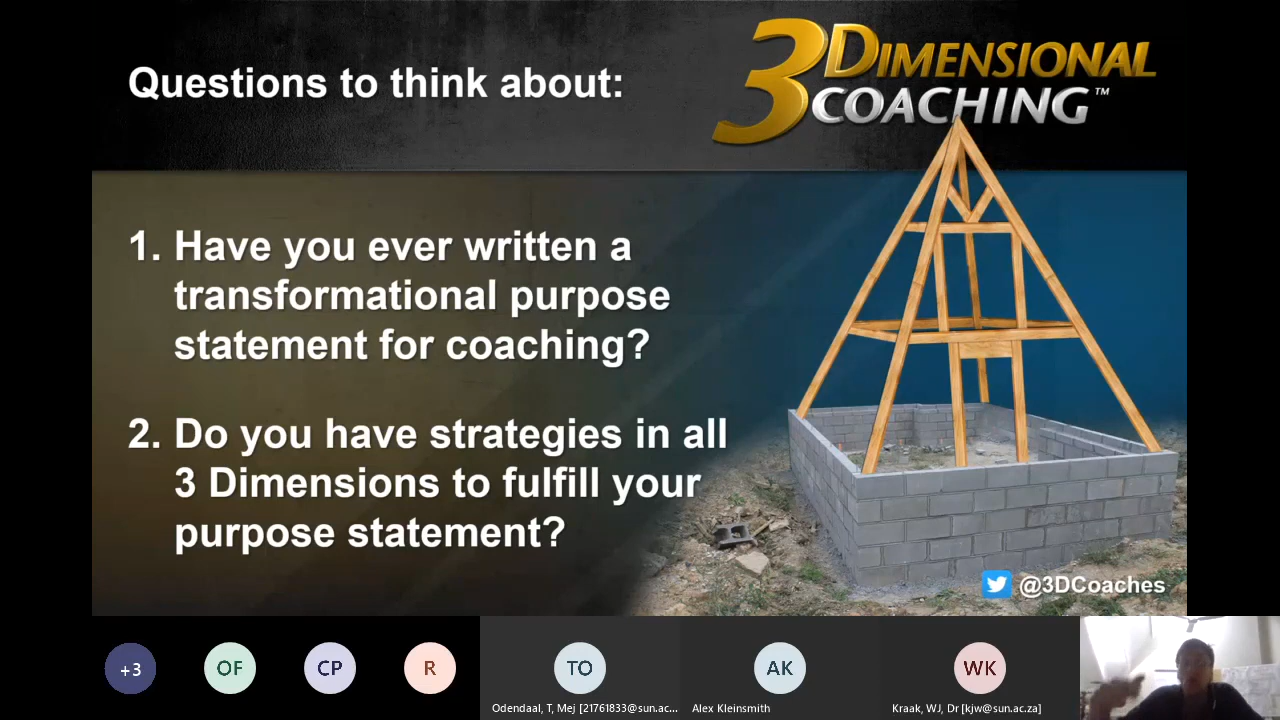 Questions to think about:
3DIMENSIONAL
COACHING™
1. Have you ever written a
transformational purpose
statement for coaching?
2. Do you have strategies in all
3 Dimensions to fulfill your
purpose statement?
@3DCoaches
+3
OF
CP
R
TO
AK
WK
Odendaal, T, Mej [21761833@sun.ac...
Alex Kleinsmith
Kraak, WJ, Dr [kjw@sun.ac.za]